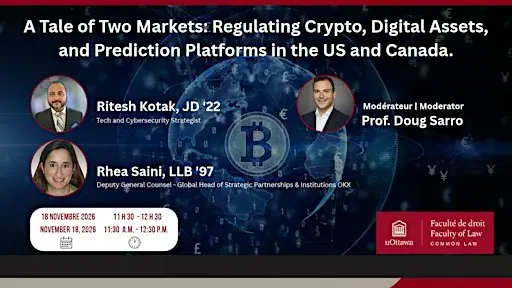 A Tale of Two Markets: Regulating Crypto, Digital Assets,
and Prediction Platforms in the US and Canada.
Ritesh Kotak, JD '22
Tech and Cybersecurity Strategist
Modérateur | Moderator
Prof. Doug Sarro
Rhea Saini, LLB '97
Deputy General Counsel - Global Head of Strategic Partnerships & Institutions OKX
18 NOVEMBRE 2026 11 H 30 - 12 H 30
NOVEMBER 18, 2026 11:30 A.M. - 12:30 P.M.
uOttawa
Faculté de droit
Faculty of Law
COMMON LAW